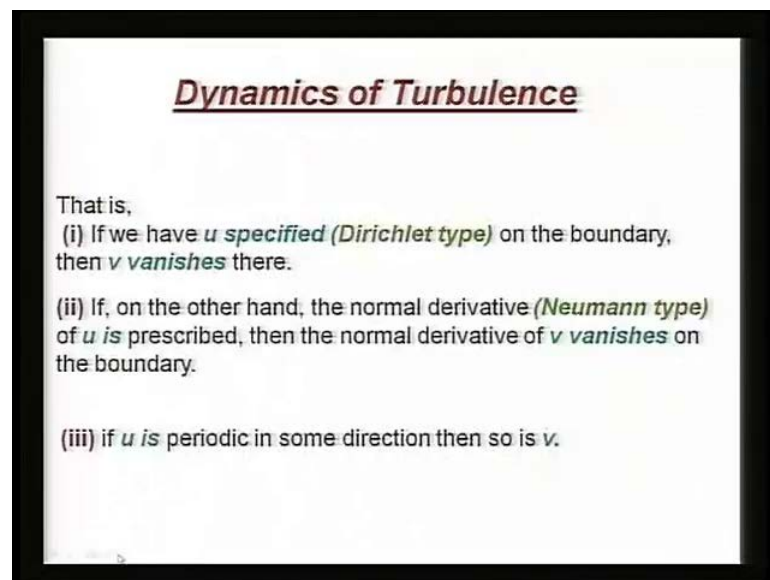 Dynamics of Turbulence
That is,
(i) If we have u specified (Dirichlet type) on the boundary,
then v vanishes there.
(ii) If, on the other hand, the normal derivative (Neumann type)
of u is prescribed, then the normal derivative of v vanishes on
the boundary.
(iii) if u is periodic in some direction then so is v.